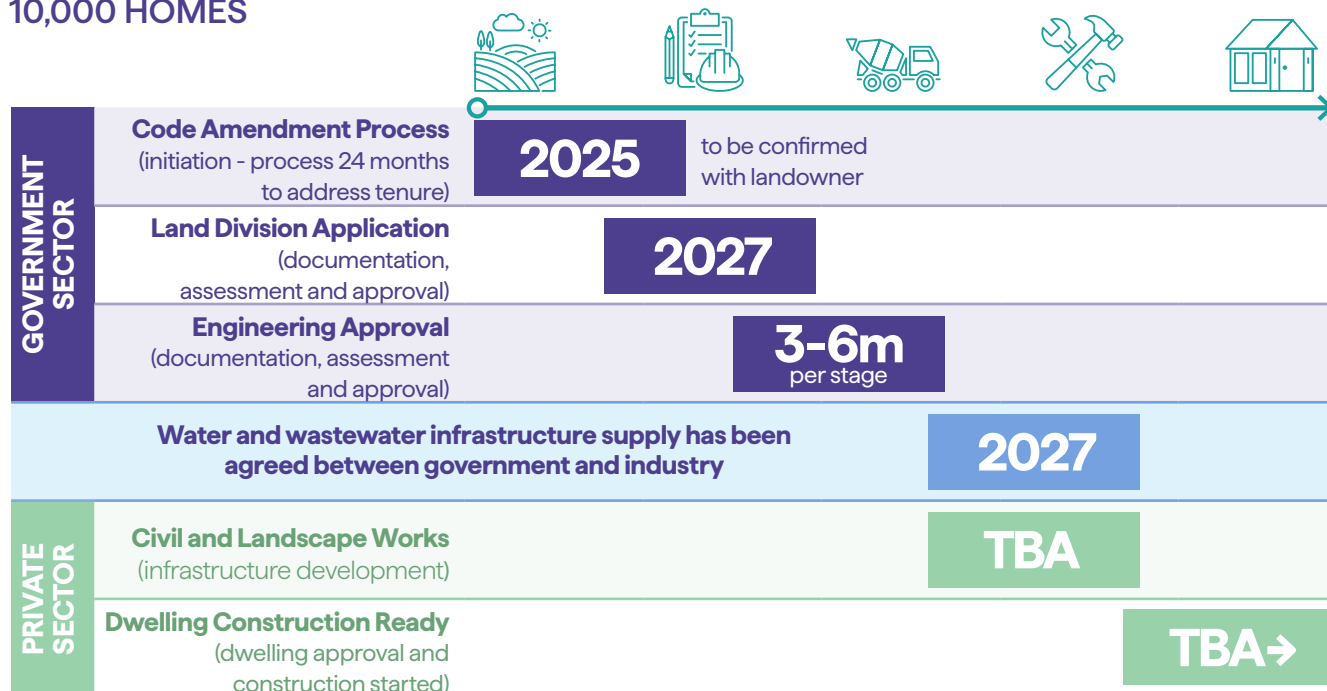 10,000 HOMES
GOVERNMENT
SECTOR
Code Amendment Process
(initiation - process 24 months
to address tenure)
2025
to be confirmed
with landowner
Land Division Application
(documentation,
assessment and approval)
2027
Engineering Approval
(documentation, assessment
and approval)
3-6m
per stage
Water and wastewater infrastructure supply has been
agreed between government and industry
2027
PRIVATE
SECTOR
Civil and Landscape Works
(infrastructure development)
TBA
Dwelling Construction Ready
(dwelling approval and
construction started)
TBA→